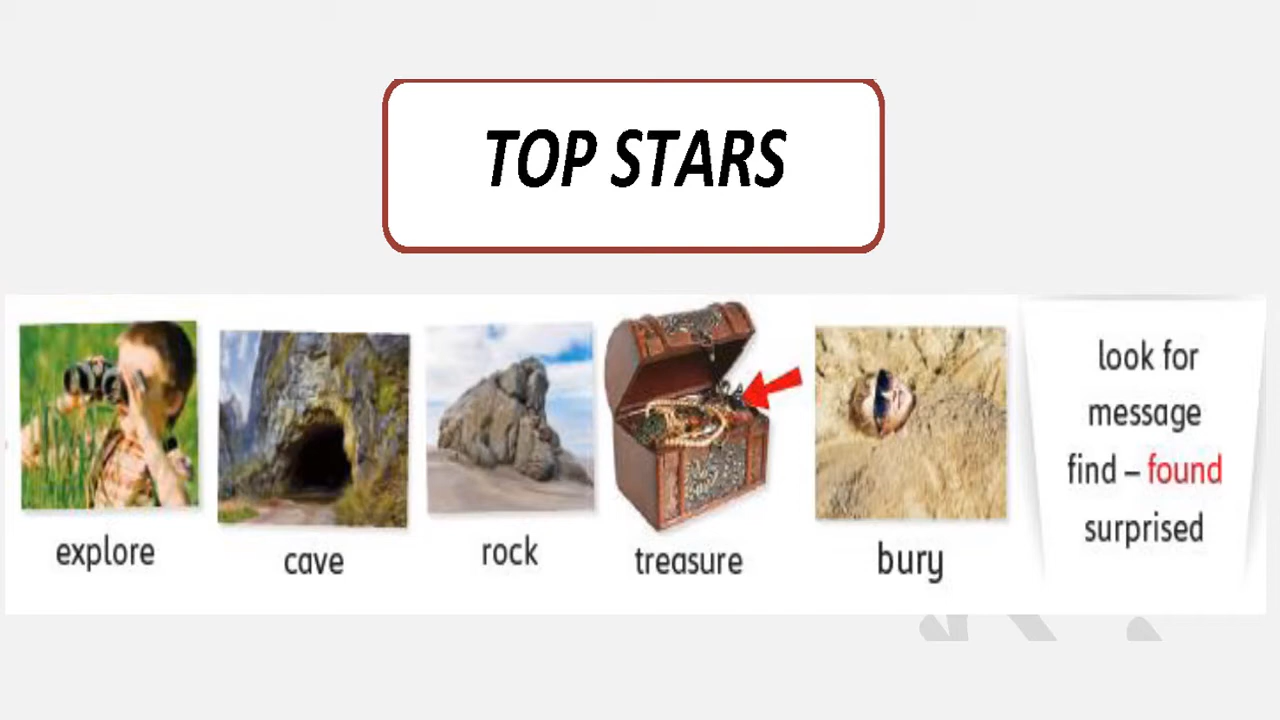 TOP STARS
explore
cave
rock
treasure
bury
look for
message
find – found
surprised